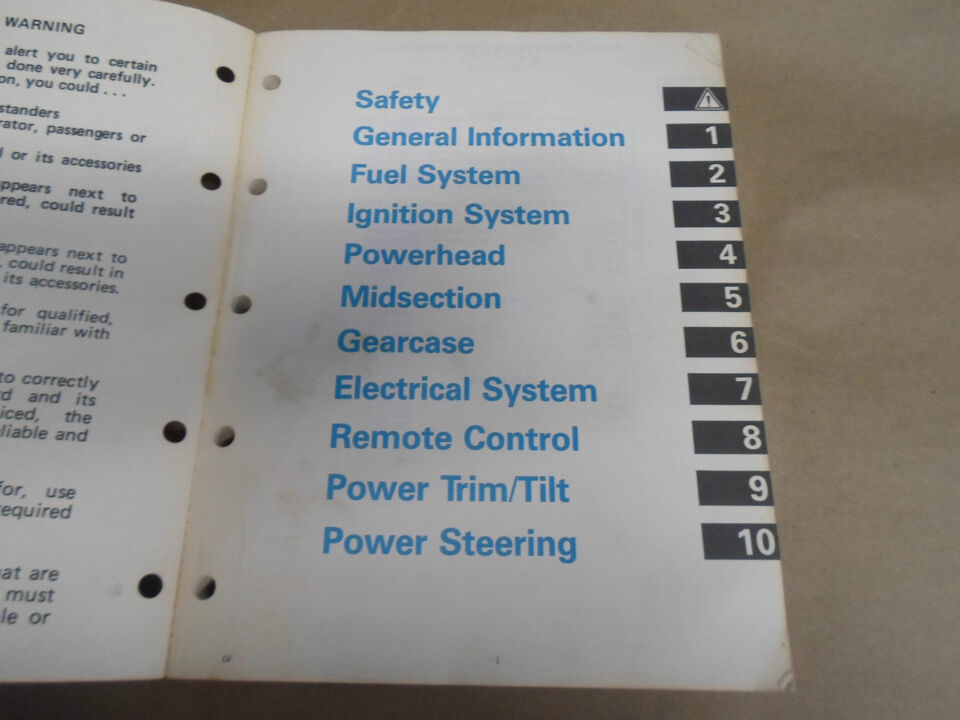 WARNING
alert you to certain
done very carefully.
on, you could . . .
standers
rator, passengers or
d or its accessories
appears next to
red, could result
appears next to
, could result in
its accessories.
for qualified,
familiar with
to correctly
rd and its
iced, the
liable and
for, use
required
hat are
must
le or
Safety
General Information 1
Fuel System 2
Ignition System 3
Powerhead 4
Midsection 5
Gearcase 6
Electrical System 7
Remote Control 8
Power Trim/Tilt 9
Power Steering 10